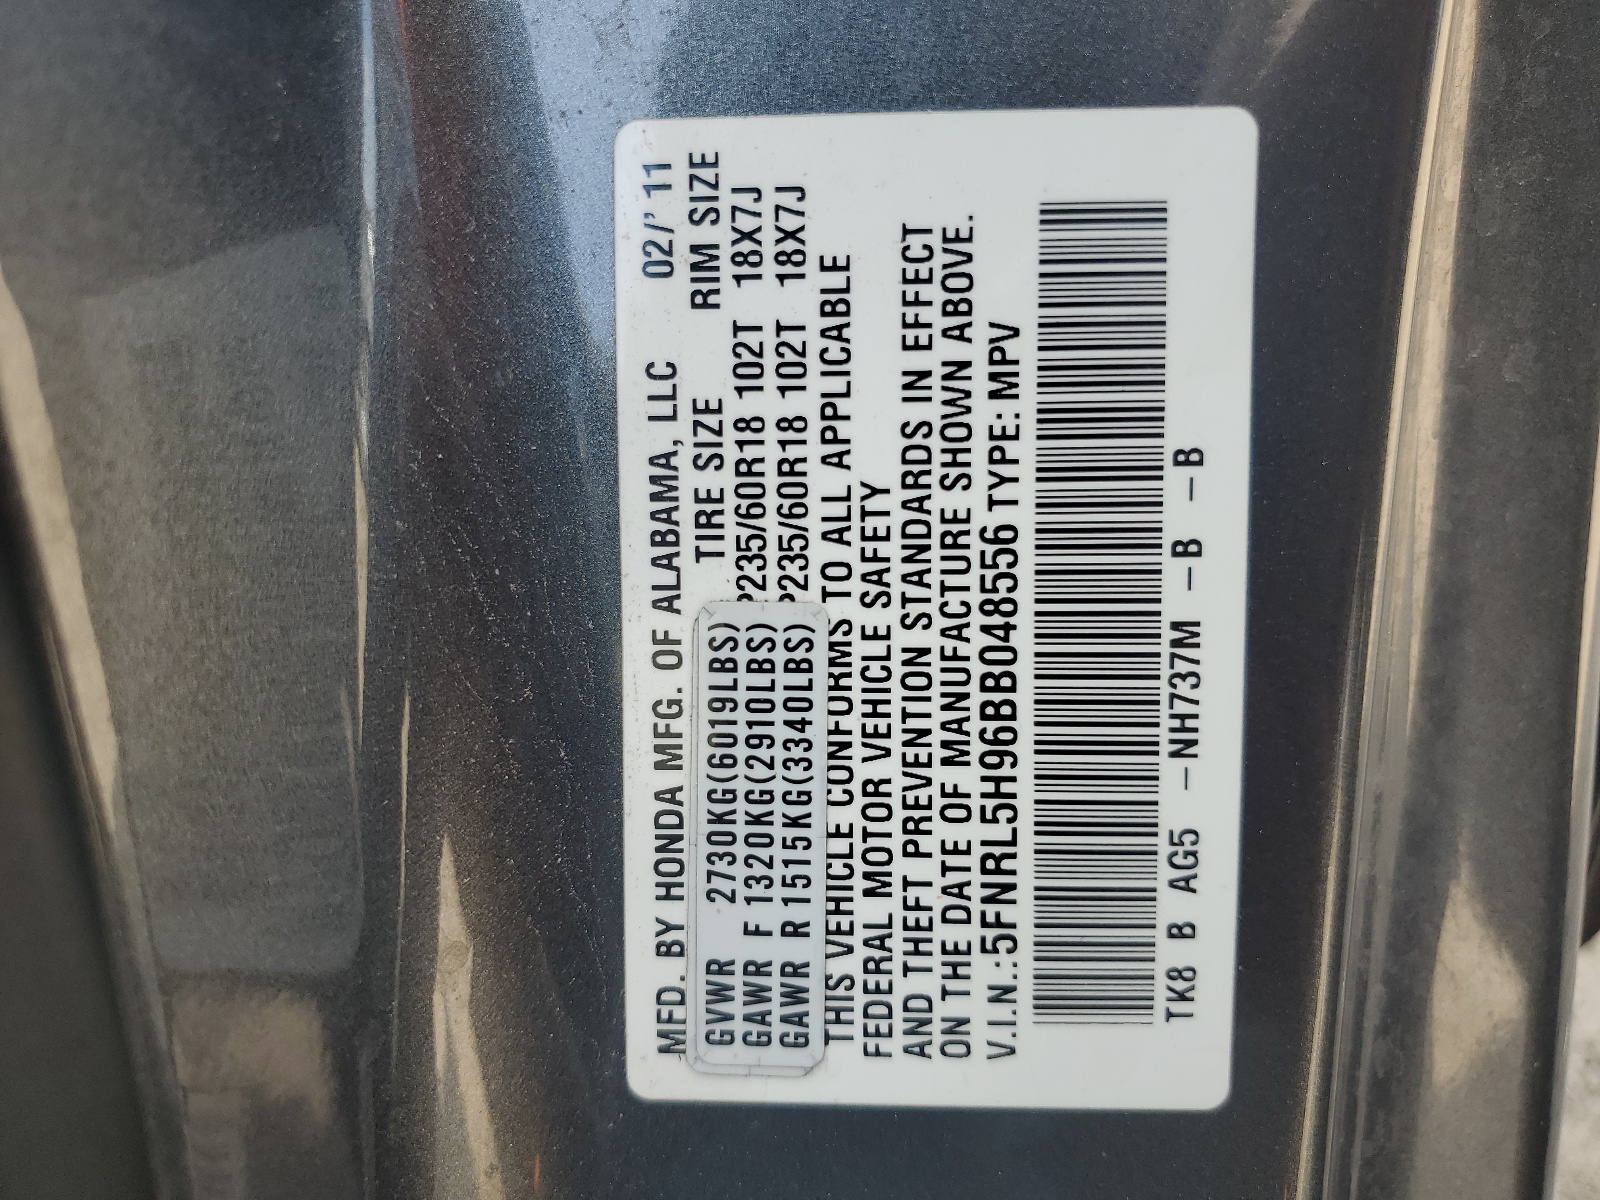 MFD. BY HONDA MFG. OF ALABAMA, LLC 02/'11
TIRE SIZE RIM SIZE
GVWR 2730KG(6019LBS)
GAWR F 1320KG(2910LBS) P235/60R18 102T 18X7J
GAWR R 1515KG(3340LBS) P235/60R18 102T 18X7J
THIS VEHICLE CONFORMS TO ALL APPLICABLE
FEDERAL MOTOR VEHICLE SAFETY
AND THEFT PREVENTION STANDARDS IN EFFECT
ON THE DATE OF MANUFACTURE SHOWN ABOVE.
V.I.N.:5FNRL5H96BB048556 TYPE: MPV
TK8 B AG5 –NH737M –B –B